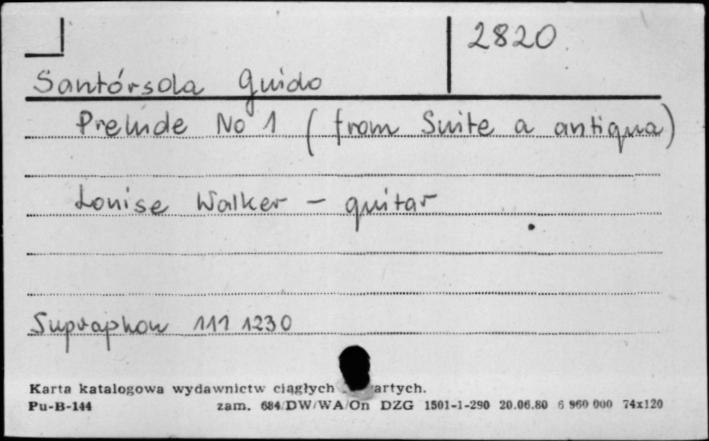 2820
Santórsola Guido
Prelude No 1 (from Suite a antiqua)
Louise Walker – guitar
Supraphon 111 1230
Karta katalogowa wydawnictw ciągłych
Pu-B-144 zam. 684/DW/WA/On DZG 1501-1-290 20.06.80 6 960 000 74x120